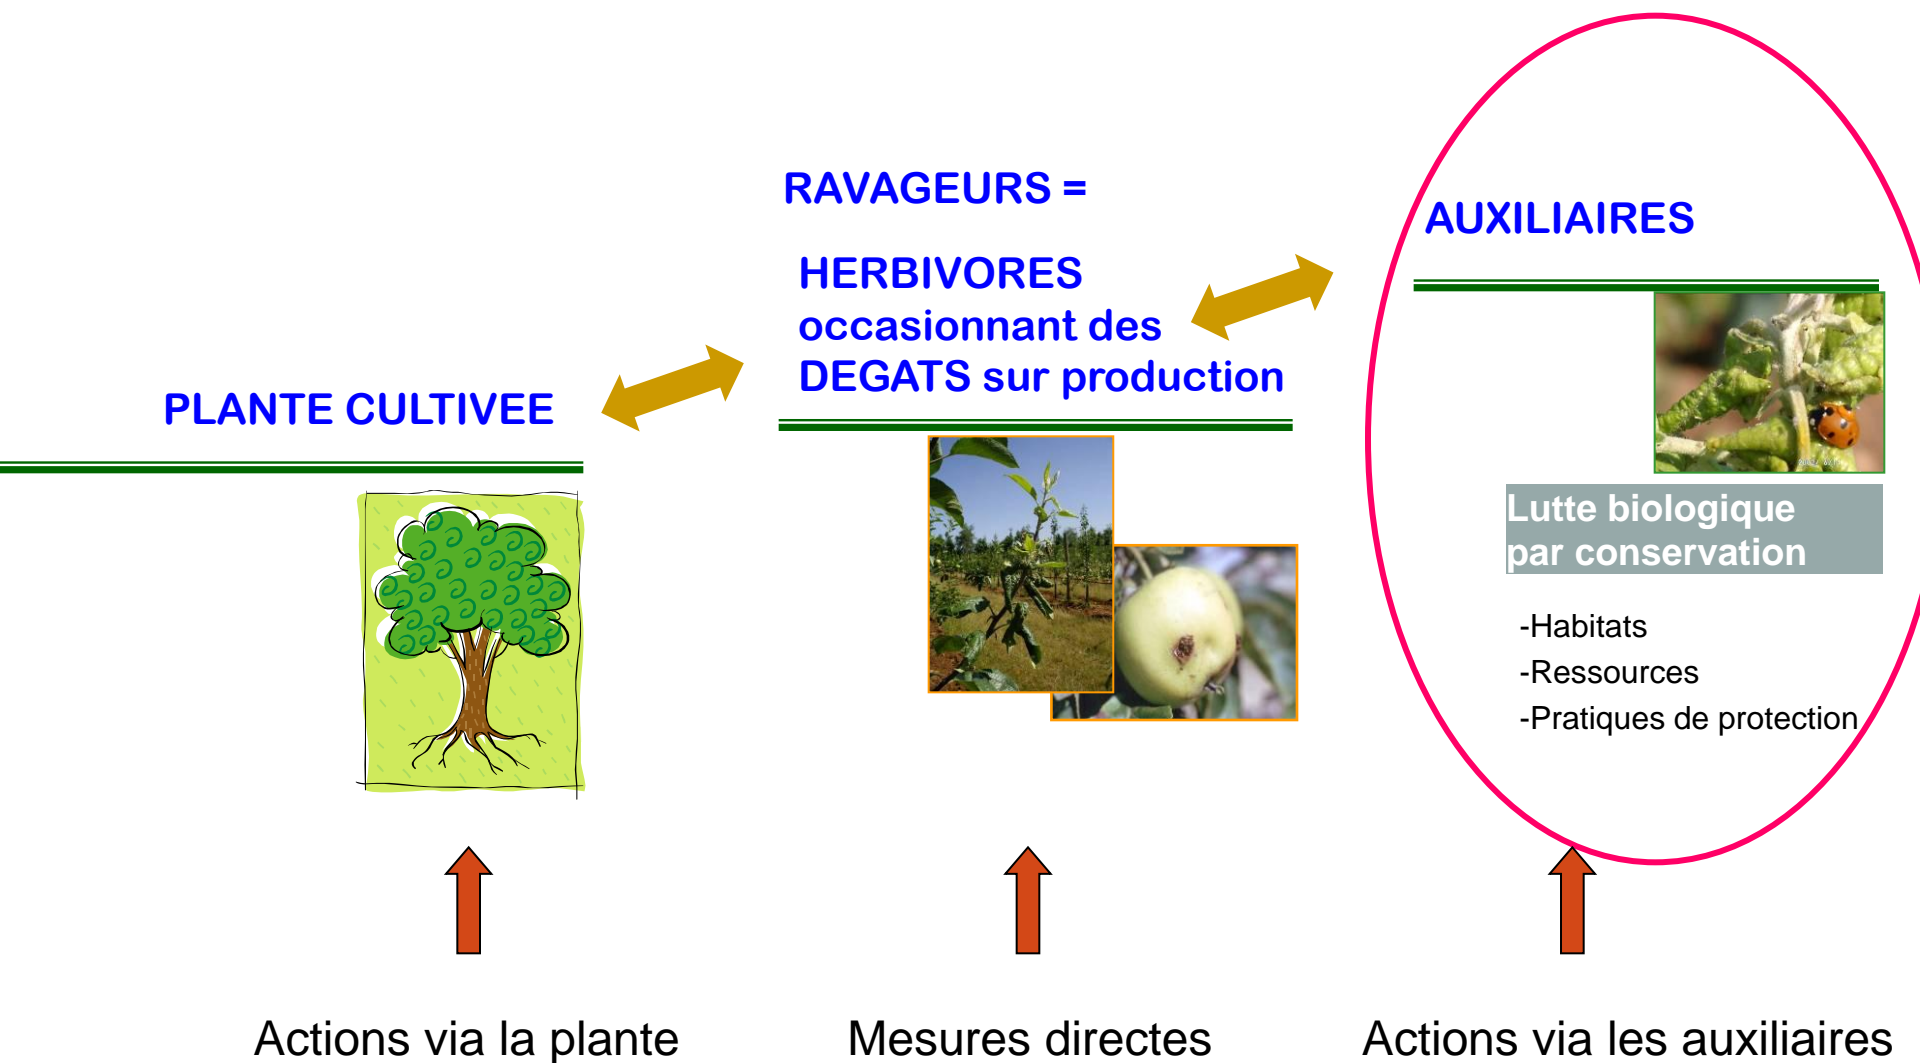 PLANTE CULTIVEE
RAVAGEURS =
HERBIVORES
occasionnant des
DEGATS sur production
AUXILIAIRES
Lutte biologique
par conservation
-Habitats
-Ressources
-Pratiques de protection
Actions via la plante
Mesures directes
Actions via les auxiliaires